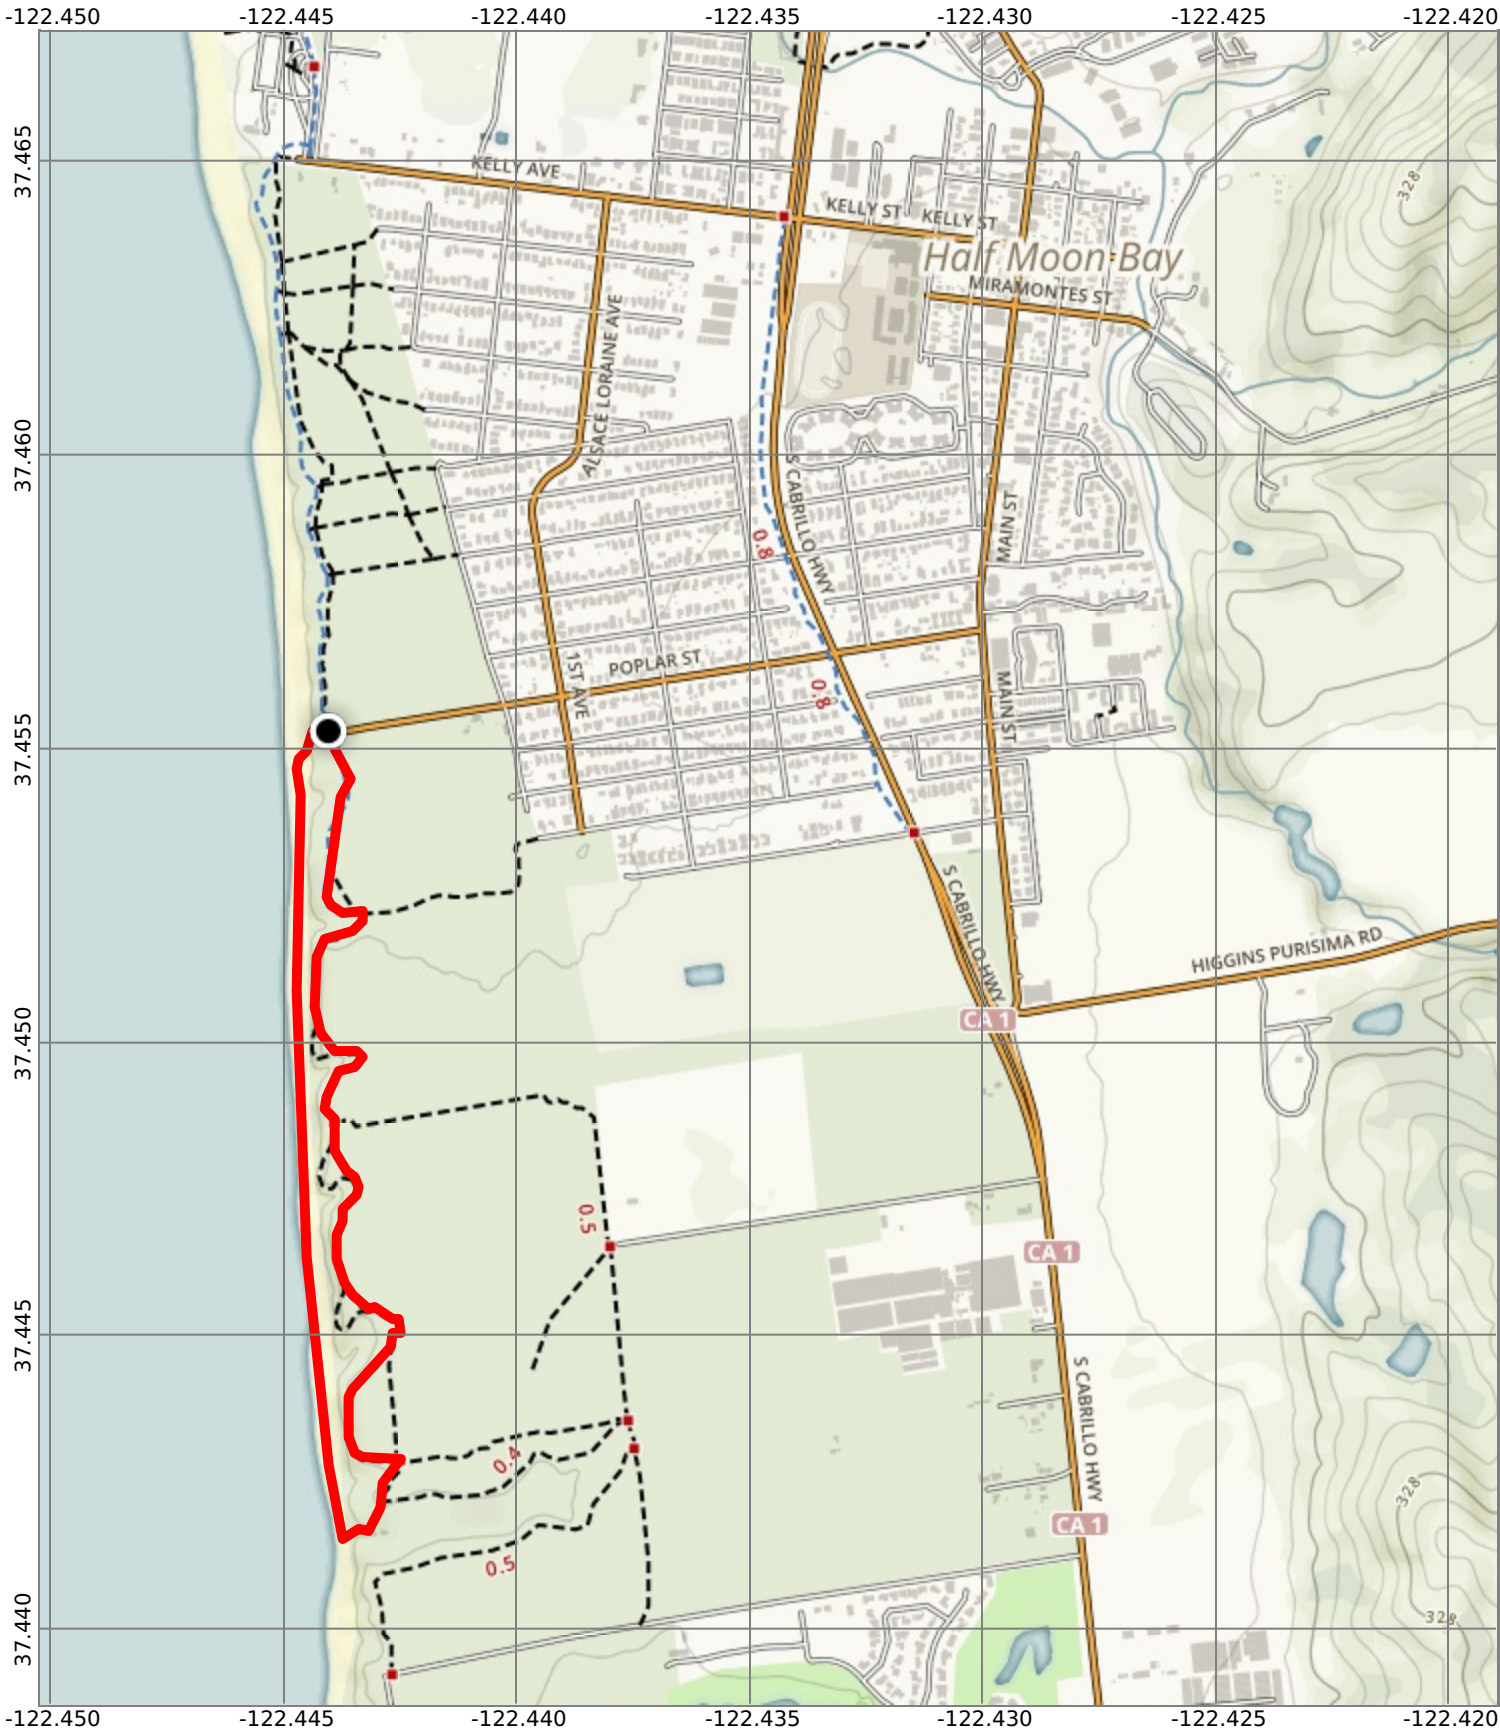 -122.450 -122.445 -122.440 -122.435 -122.430 -122.425 -122.420
37.465
KELLY AVE
KELLY ST
KELLY ST
328
Half Moon Bay
MIRAMONTES ST
ALSACE LORAINE AVE
37.460
S CABRILLO HWY
MAIN ST
0.8
POPLAR ST
1ST AVE
0.8
MAIN ST
37.455
S CABRILLO HWY
HIGGINS PURISIMA RD
CA 1
37.450
0.5
CA 1
37.445
S CABRILLO HWY
0.4
328
CA 1
0.5
37.440
328
-122.450 -122.445 -122.440 -122.435 -122.430 -122.425 -122.420